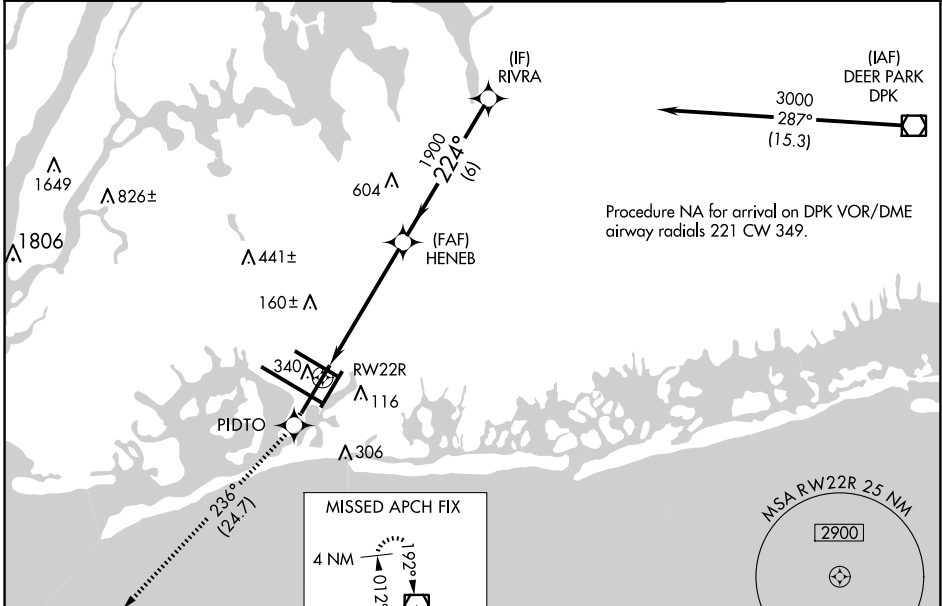 (IF)
RIVRA
(IAF)
DEER PARK
DPK
3000
287°
(15.3)
1900
224°
(6)
1649
826±
604
Procedure NA for arrival on DPK VOR/DME
airway radials 221 CW 349.
1806
441±
(FAF)
HENEB
160±
340
RW22R
116
PIDTO
306
236°
(24.7)
MISSED APCH FIX
4 NM
192°
012°
MSA RW22R 25 NM
2900